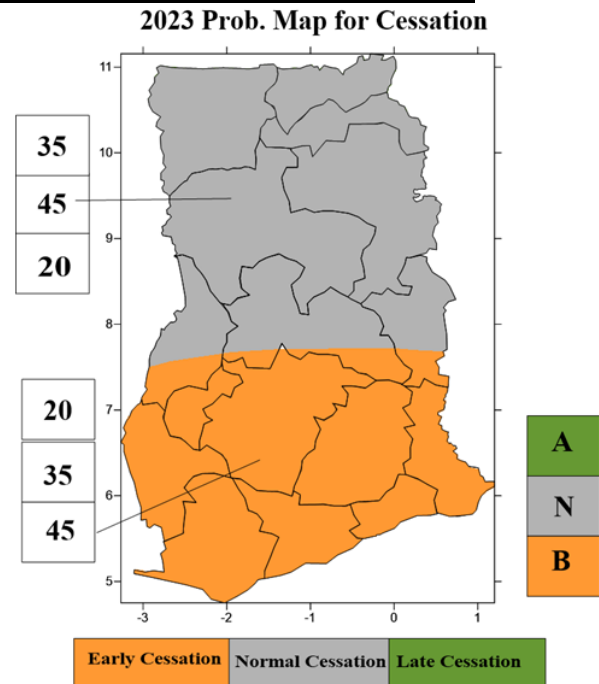 2023 Prob. Map for Cessation
11
10
9
8
7
6
5
-3 -2 -1 0 1
35
45
20
20
35
45
A
N
B
Early Cessation Normal Cessation Late Cessation